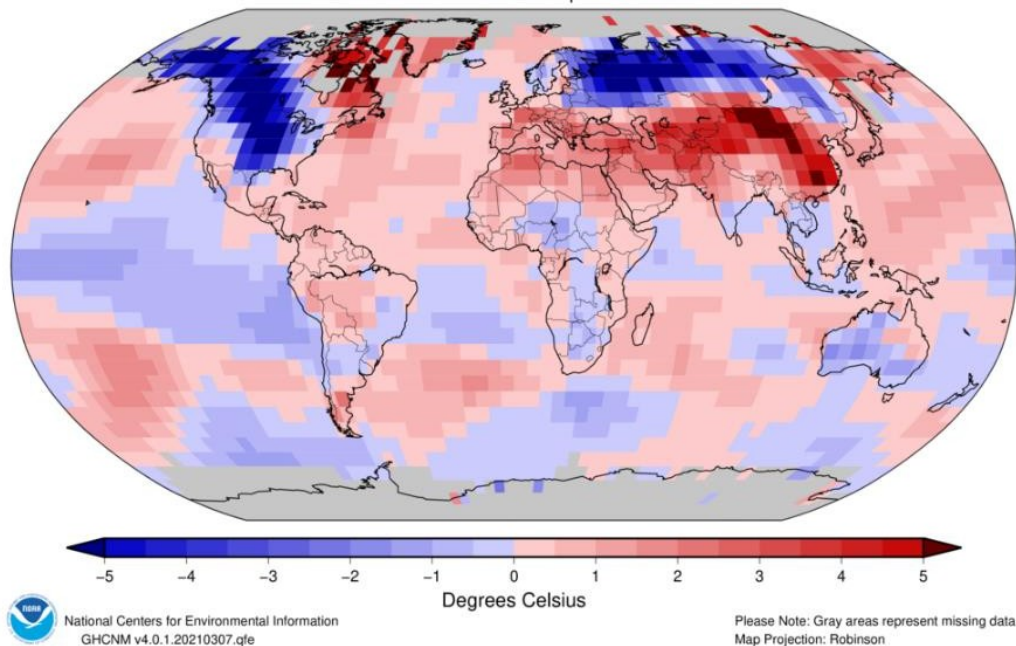 −5 −4 −3 −2 −1 0 1 2 3 4 5
Degrees Celsius
NOAA
National Centers for Environmental Information
GHCNM v4.0.1.20210307.qfe
Please Note: Gray areas represent missing data
Map Projection: Robinson